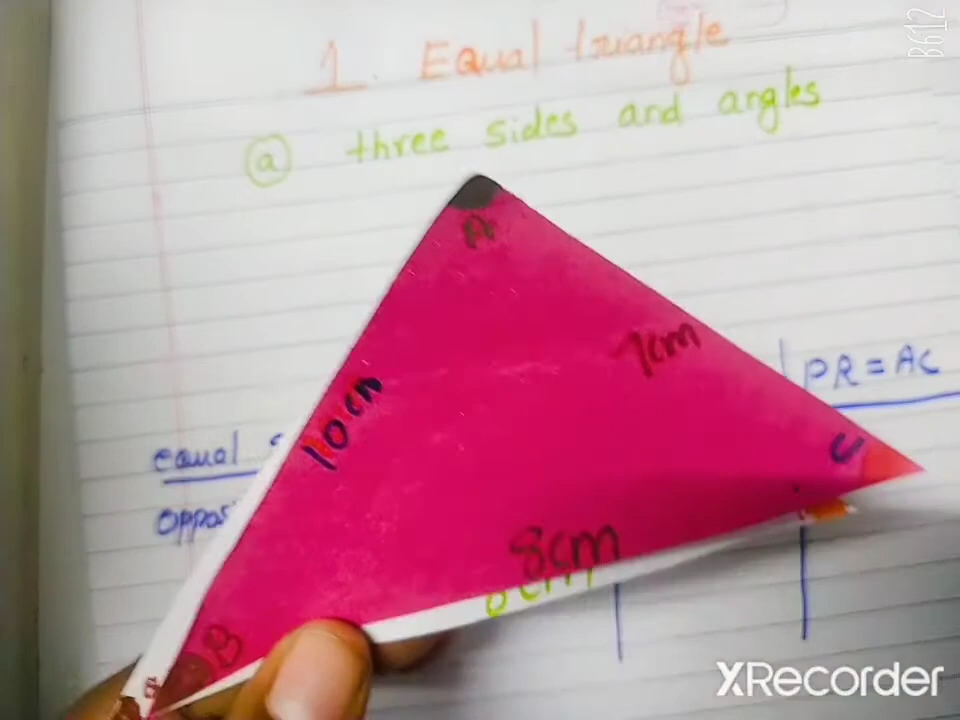 B612
1. Equal triangle
ⓐ three sides and angles
A
7cm
PR = AC
10cm
C
equal
8cm
B
XRecorder